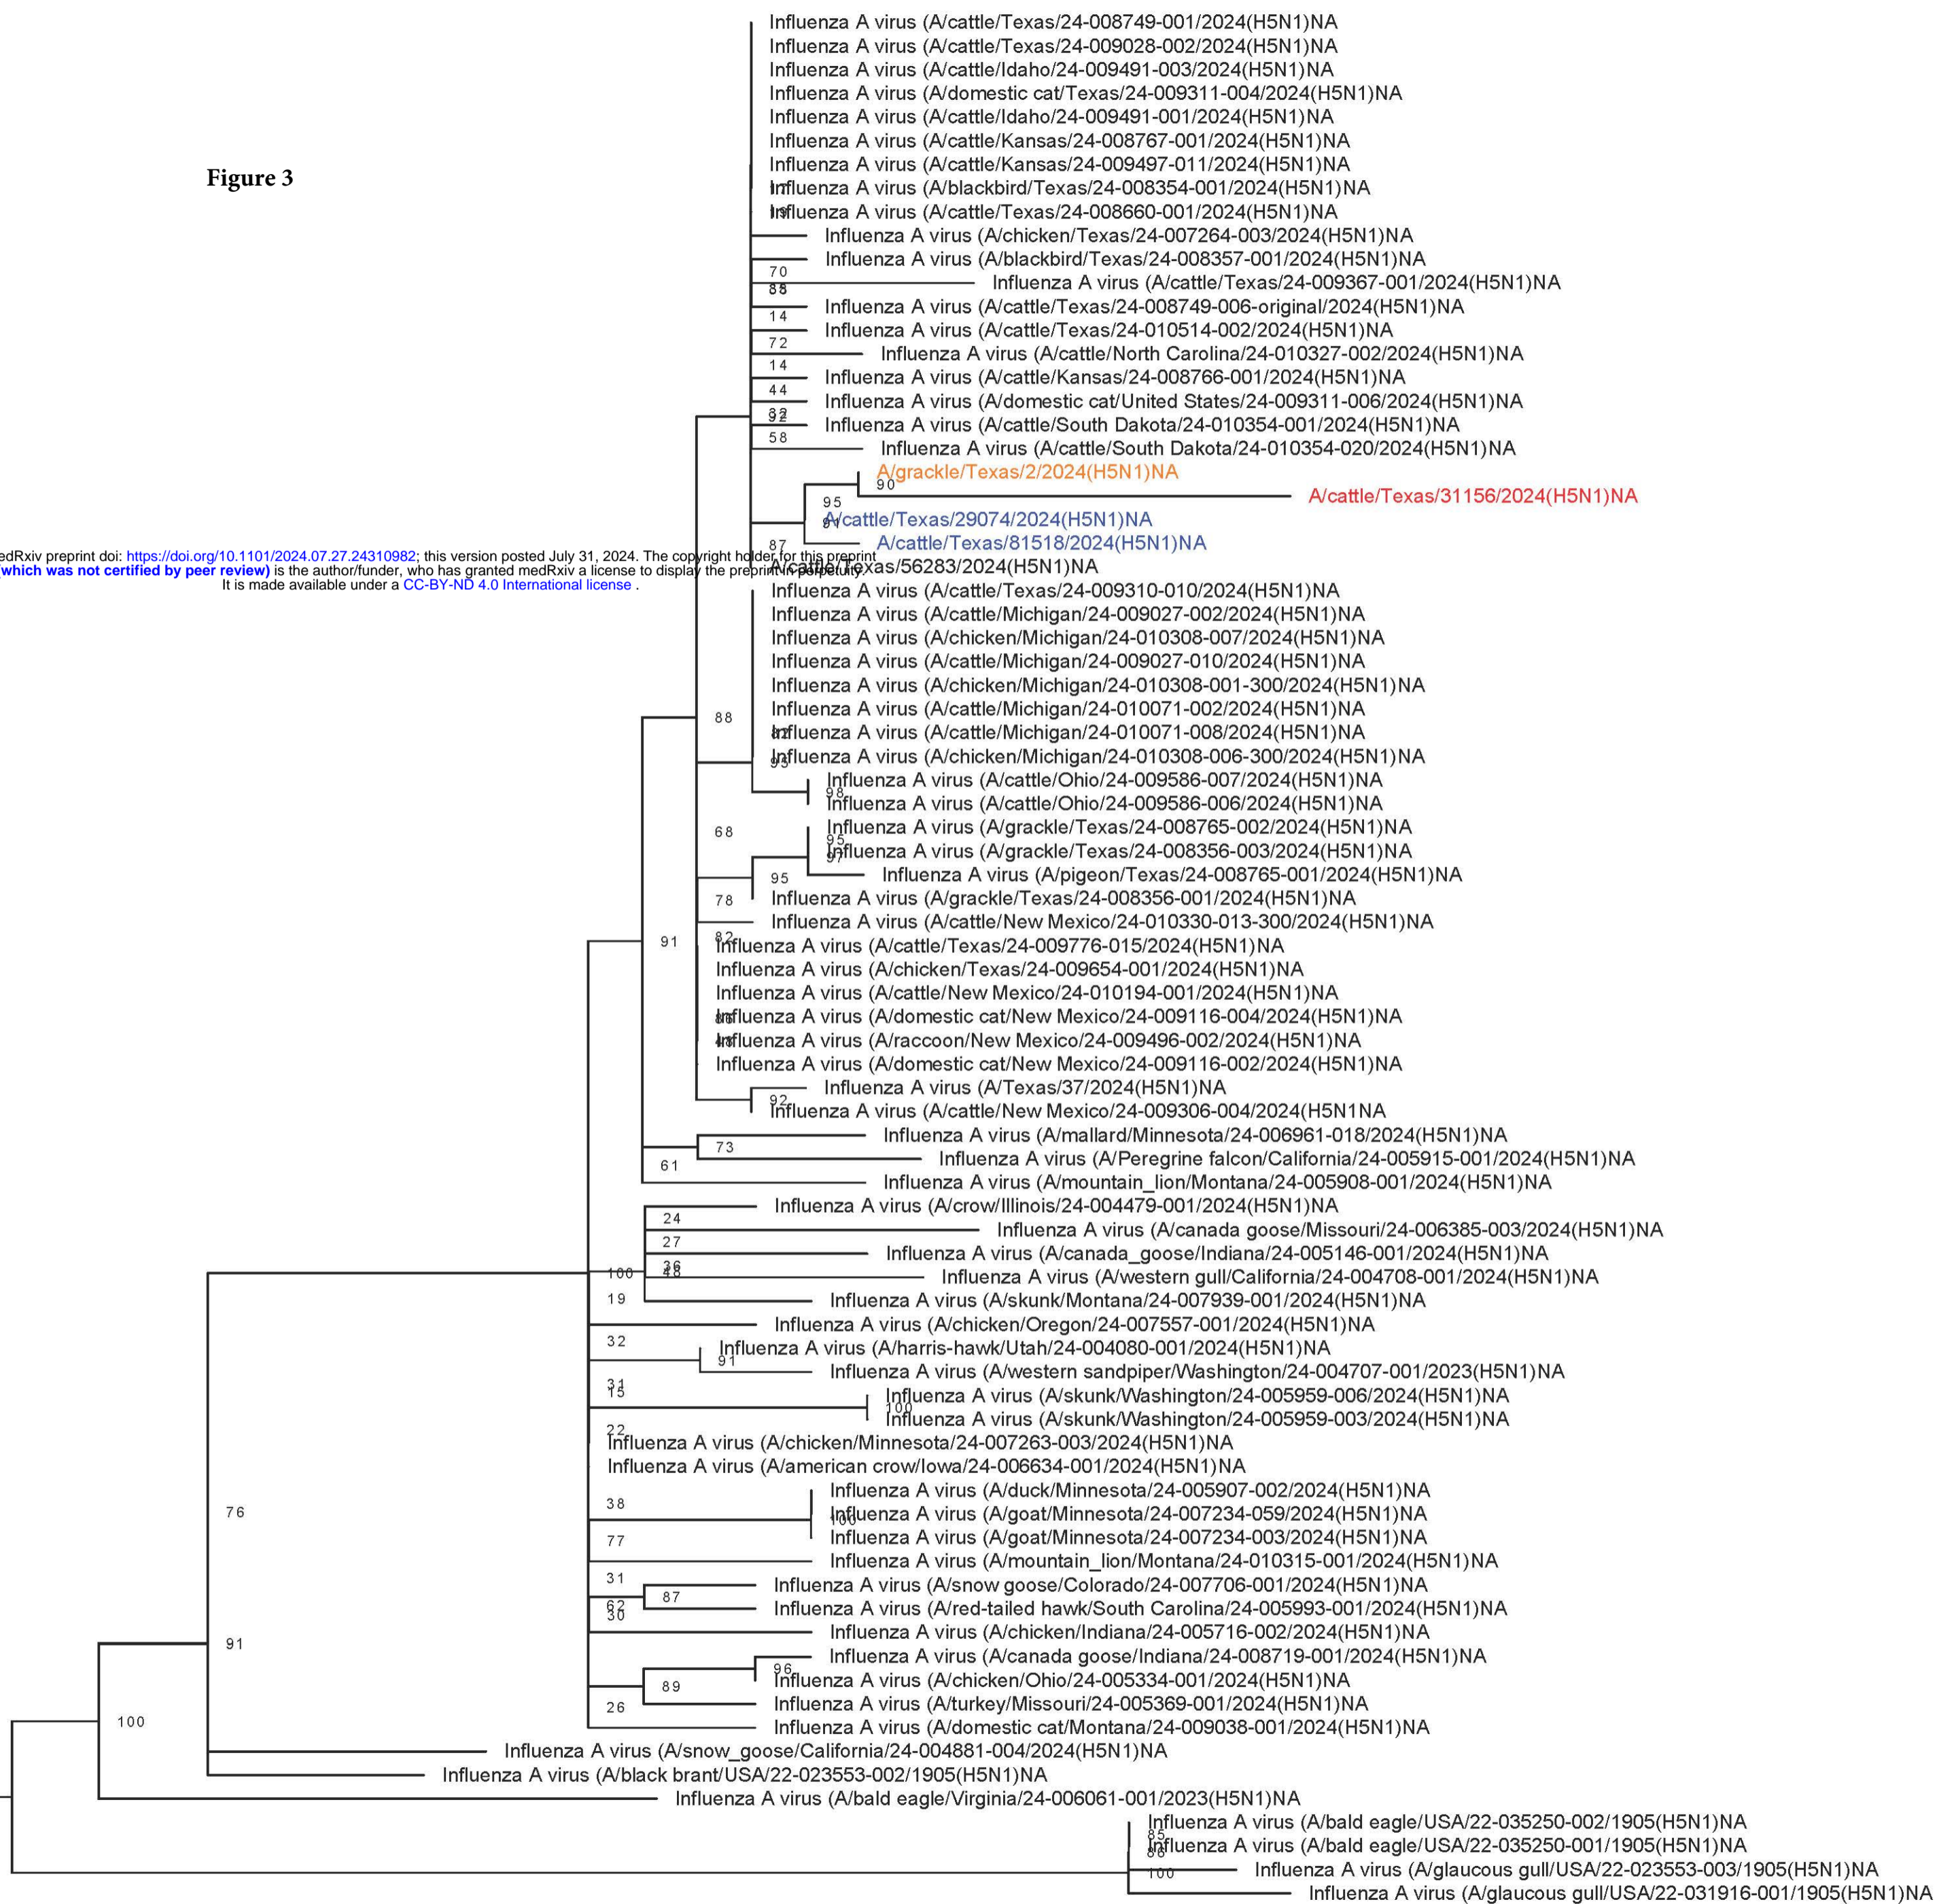 Influenza A virus (A/cattle/Texas/24-008749-001/2024(H5N1)NA
Influenza A virus (A/cattle/Texas/24-009028-002/2024(H5N1)NA
Influenza A virus (A/cattle/Idaho/24-009491-003/2024(H5N1)NA
Influenza A virus (A/domestic cat/Texas/24-009311-004/2024(H5N1)NA
Influenza A virus (A/cattle/Idaho/24-009491-001/2024(H5N1)NA
Influenza A virus (A/cattle/Kansas/24-008767-001/2024(H5N1)NA
Influenza A virus (A/cattle/Kansas/24-009497-011/2024(H5N1)NA
Figure 3
Influenza A virus (A/blackbird/Texas/24-008354-001/2024(H5N1)NA
Influenza A virus (A/cattle/Texas/24-008660-001/2024(H5N1)NA
Influenza A virus (A/chicken/Texas/24-007264-003/2024(H5N1)NA
Influenza A virus (A/blackbird/Texas/24-008357-001/2024(H5N1)NA
70
Influenza A virus (A/cattle/Texas/24-009367-001/2024(H5N1)NA
Influenza A virus (A/cattle/Texas/24-008749-006-original/2024(H5N1)NA
14
Influenza A virus (A/cattle/Texas/24-010514-002/2024(H5N1)NA
72
Influenza A virus (A/cattle/North Carolina/24-010327-002/2024(H5N1)NA
14
Influenza A virus (A/cattle/Kansas/24-008766-001/2024(H5N1)NA
44
Influenza A virus (A/domestic cat/United States/24-009311-006/2024(H5N1)NA
Influenza A virus (A/cattle/South Dakota/24-010354-001/2024(H5N1)NA
58
Influenza A virus (A/cattle/South Dakota/24-010354-020/2024(H5N1)NA
A/grackle/Texas/2/2024(H5N1)NA
90
A/cattle/Texas/31156/2024(H5N1)NA
95
91
A/cattle/Texas/29074/2024(H5N1)NA
A/cattle/Texas/81518/2024(H5N1)NA
87
edRxiv preprint doi: https://doi.org/10.1101/2024.07.27.24310982; this version posted July 31, 2024. The copyright holder for this preprint
(which was not certified by peer review) is the author/funder, who has granted medRxiv a license to display the preprint in perpetuity.
It is made available under a CC-BY-ND 4.0 International license .
A/cattle/Texas/56283/2024(H5N1)NA
Influenza A virus (A/cattle/Texas/24-009310-010/2024(H5N1)NA
Influenza A virus (A/cattle/Michigan/24-009027-002/2024(H5N1)NA
Influenza A virus (A/chicken/Michigan/24-010308-007/2024(H5N1)NA
Influenza A virus (A/cattle/Michigan/24-009027-010/2024(H5N1)NA
Influenza A virus (A/chicken/Michigan/24-010308-001-300/2024(H5N1)NA
Influenza A virus (A/cattle/Michigan/24-010071-002/2024(H5N1)NA
88
Influenza A virus (A/cattle/Michigan/24-010071-008/2024(H5N1)NA
Influenza A virus (A/chicken/Michigan/24-010308-006-300/2024(H5N1)NA
95
Influenza A virus (A/cattle/Ohio/24-009586-007/2024(H5N1)NA
98
Influenza A virus (A/cattle/Ohio/24-009586-006/2024(H5N1)NA
Influenza A virus (A/grackle/Texas/24-008765-002/2024(H5N1)NA
68
95
Influenza A virus (A/grackle/Texas/24-008356-003/2024(H5N1)NA
97
Influenza A virus (A/pigeon/Texas/24-008765-001/2024(H5N1)NA
95
Influenza A virus (A/grackle/Texas/24-008356-001/2024(H5N1)NA
78
Influenza A virus (A/cattle/New Mexico/24-010330-013-300/2024(H5N1)NA
82
91
Influenza A virus (A/cattle/Texas/24-009776-015/2024(H5N1)NA
Influenza A virus (A/chicken/Texas/24-009654-001/2024(H5N1)NA
Influenza A virus (A/cattle/New Mexico/24-010194-001/2024(H5N1)NA
Influenza A virus (A/domestic cat/New Mexico/24-009116-004/2024(H5N1)NA
Influenza A virus (A/raccoon/New Mexico/24-009496-002/2024(H5N1)NA
Influenza A virus (A/domestic cat/New Mexico/24-009116-002/2024(H5N1)NA
Influenza A virus (A/Texas/37/2024(H5N1)NA
92
Influenza A virus (A/cattle/New Mexico/24-009306-004/2024(H5N1NA
Influenza A virus (A/mallard/Minnesota/24-006961-018/2024(H5N1)NA
73
Influenza A virus (A/Peregrine falcon/California/24-005915-001/2024(H5N1)NA
61
Influenza A virus (A/mountain_lion/Montana/24-005908-001/2024(H5N1)NA
Influenza A virus (A/crow/Illinois/24-004479-001/2024(H5N1)NA
24
Influenza A virus (A/canada goose/Missouri/24-006385-003/2024(H5N1)NA
27
Influenza A virus (A/canada_goose/Indiana/24-005146-001/2024(H5N1)NA
36
100
48
Influenza A virus (A/western gull/California/24-004708-001/2024(H5N1)NA
19
Influenza A virus (A/skunk/Montana/24-007939-001/2024(H5N1)NA
Influenza A virus (A/chicken/Oregon/24-007557-001/2024(H5N1)NA
32
Influenza A virus (A/harris-hawk/Utah/24-004080-001/2024(H5N1)NA
91
Influenza A virus (A/western sandpiper/Washington/24-004707-001/2023(H5N1)NA
31
15
Influenza A virus (A/skunk/Washington/24-005959-006/2024(H5N1)NA
100
Influenza A virus (A/skunk/Washington/24-005959-003/2024(H5N1)NA
22
Influenza A virus (A/chicken/Minnesota/24-007263-003/2024(H5N1)NA
Influenza A virus (A/american crow/Iowa/24-006634-001/2024(H5N1)NA
Influenza A virus (A/duck/Minnesota/24-005907-002/2024(H5N1)NA
38
76
Influenza A virus (A/goat/Minnesota/24-007234-059/2024(H5N1)NA
100
77
Influenza A virus (A/goat/Minnesota/24-007234-003/2024(H5N1)NA
Influenza A virus (A/mountain_lion/Montana/24-010315-001/2024(H5N1)NA
31
Influenza A virus (A/snow goose/Colorado/24-007706-001/2024(H5N1)NA
87
62
30
Influenza A virus (A/red-tailed hawk/South Carolina/24-005993-001/2024(H5N1)NA
Influenza A virus (A/chicken/Indiana/24-005716-002/2024(H5N1)NA
91
Influenza A virus (A/canada goose/Indiana/24-008719-001/2024(H5N1)NA
96
Influenza A virus (A/chicken/Ohio/24-005334-001/2024(H5N1)NA
89
Influenza A virus (A/turkey/Missouri/24-005369-001/2024(H5N1)NA
26
100
Influenza A virus (A/domestic cat/Montana/24-009038-001/2024(H5N1)NA
Influenza A virus (A/snow_goose/California/24-004881-004/2024(H5N1)NA
Influenza A virus (A/black brant/USA/22-023553-002/1905(H5N1)NA
Influenza A virus (A/bald eagle/Virginia/24-006061-001/2023(H5N1)NA
Influenza A virus (A/bald eagle/USA/22-035250-002/1905(H5N1)NA
85
Influenza A virus (A/bald eagle/USA/22-035250-001/1905(H5N1)NA
86
100
Influenza A virus (A/glaucous gull/USA/22-023553-003/1905(H5N1)NA
Influenza A virus (A/glaucous gull/USA/22-031916-001/1905(H5N1)NA